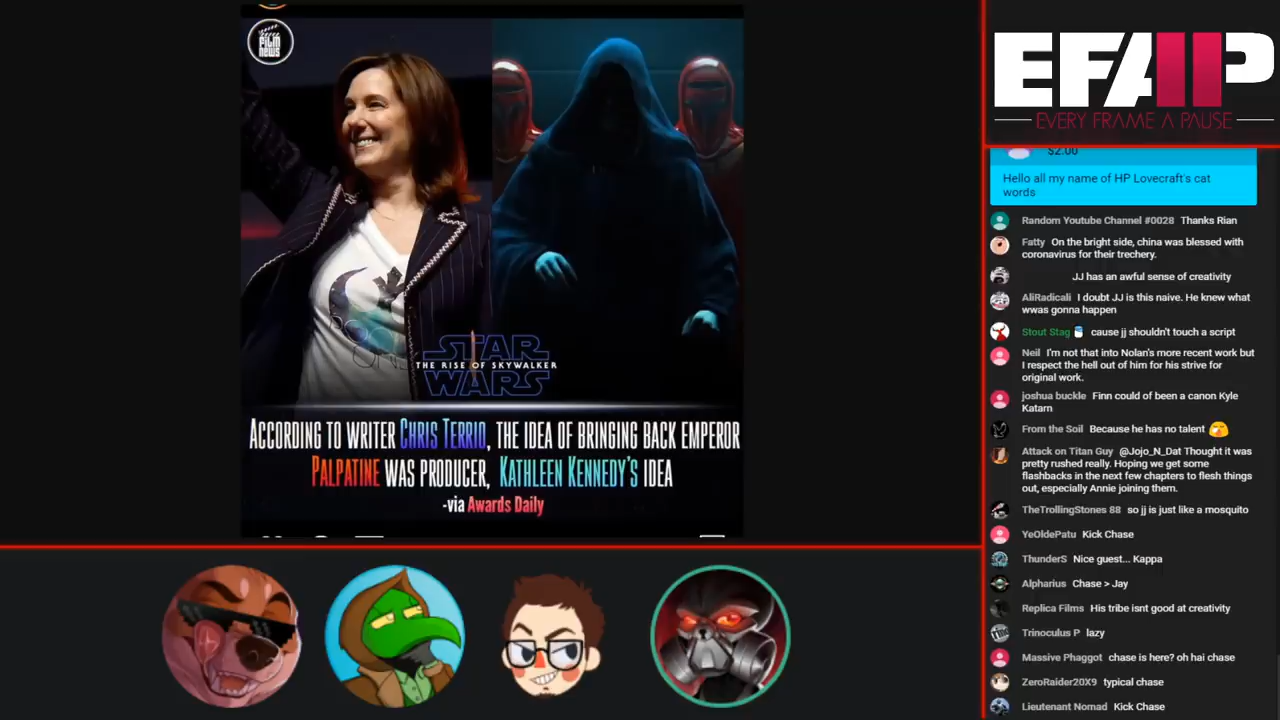 FILM
NEWS
STAR
THE RISE OF SKYWALKER
WARS
ACCORDING TO WRITER CHRIS TERRIO, THE IDEA OF BRINGING BACK EMPEROR
PALPATINE WAS PRODUCER, KATHLEEN KENNEDY'S IDEA
-via Awards Daily
EFAP
EVERY FRAME A PAUSE
$2.00
Hello all my name of HP Lovecraft's cat
words
Random Youtube Channel #0028 Thanks Rian
Fatty On the bright side, china was blessed with
coronavirus for their trechery.
JJ has an awful sense of creativity
AliRadicali I doubt JJ is this naive. He knew what
wwas gonna happen
Stout Stag cause jj shouldn't touch a script
Neil I'm not that into Nolan's more recent work but
I respect the hell out of him for his strive for
original work.
joshua buckle Finn could of been a canon Kyle
Katarn
From the Soil Because he has no talent
Attack on Titan Guy @Jojo_N_Dat Thought it was
pretty rushed really. Hoping we get some
flashbacks in the next few chapters to flesh things
out, especially Annie joining them.
TheTrollingStones 88 so jj is just like a mosquito
YeOldePatu Kick Chase
ThunderS Nice guest... Kappa
Alpharius Chase > Jay
Replica Films His tribe isnt good at creativity
Trinoculus P lazy
Massive Phaggot chase is here? oh hai chase
ZeroRaider20X9 typical chase
Lieutenant Nomad Kick Chase